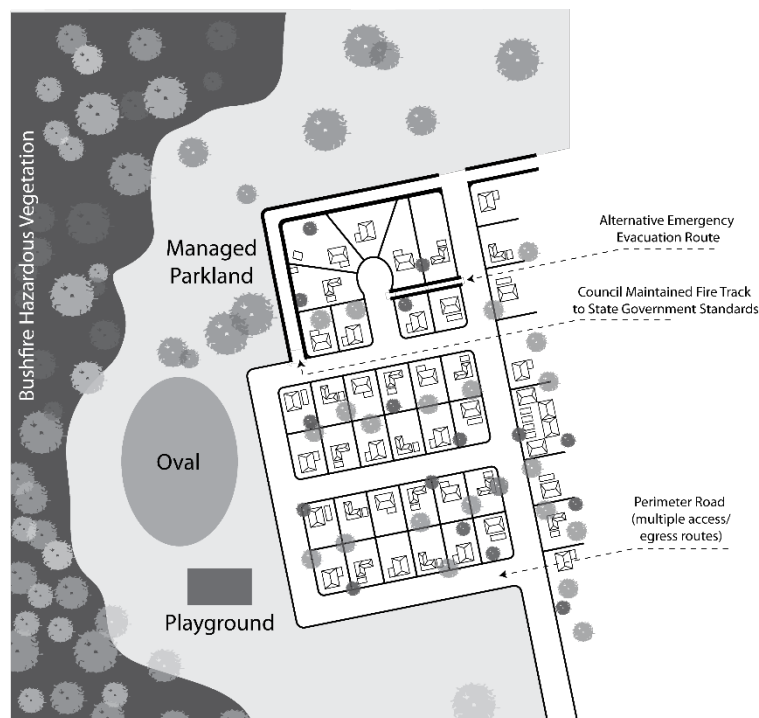 Bushfire Hazardous Vegetation
Managed
Parkland
Alternative Emergency
Evacuation Route
Council Maintained Fire Track
to State Government Standards
Oval
Perimeter Road
(multiple access/
egress routes)
Playground